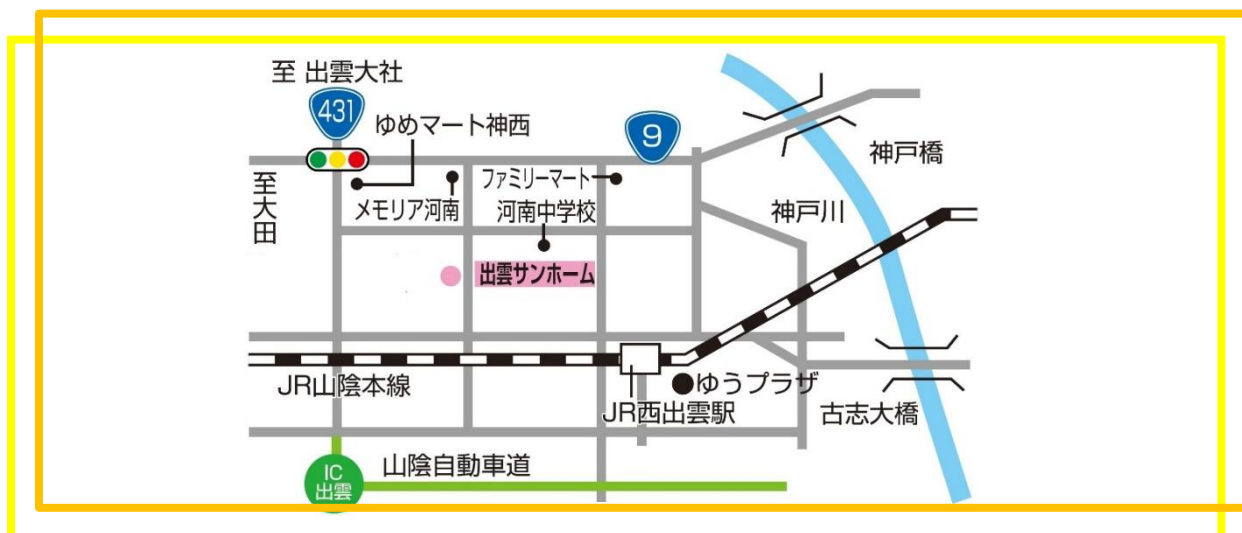 至 出雲大社
431
ゆめマート神西
9
神戸橋
至大田
ファミリーマート
メモリア河南
河南中学校
神戸川
出雲サンホーム
JR山陰本線
ゆうプラザ
JR西出雲駅
古志大橋
山陰自動車道
IC
出雲